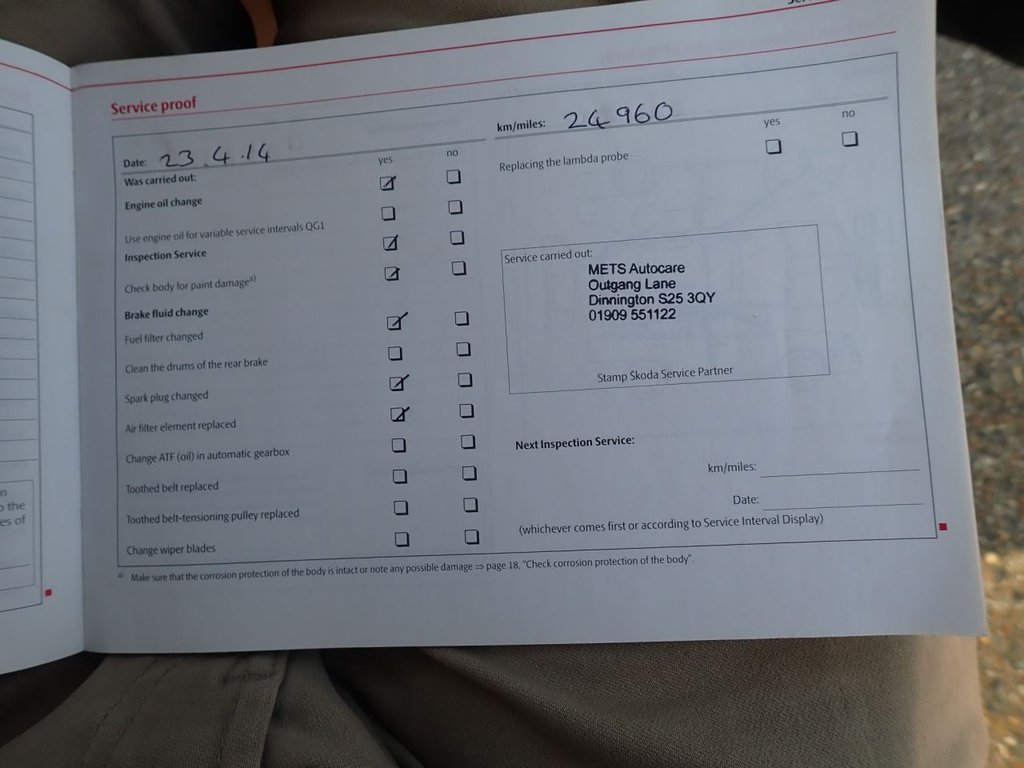 Service proof
Date: 23.4.14
km/miles: 24960
yes no
yes no
Was carried out:
Replacing the lambda probe
Engine oil change
Use engine oil for variable service intervals QG1
Inspection Service
Check body for paint damage a)
Brake fluid change
Fuel filter changed
Clean the drums of the rear brake
Spark plug changed
Air filter element replaced
Change ATF (oil) in automatic gearbox
Toothed belt replaced
Toothed belt-tensioning pulley replaced
Change wiper blades
Service carried out:
METS Autocare
Outgang Lane
Dinnington S25 3QY
01909 551122
Stamp Škoda Service Partner
Next Inspection Service:
km/miles:
Date:
(whichever comes first or according to Service Interval Display)
a) Make sure that the corrosion protection of the body is intact or note any possible damage ⇒ page 18, "Check corrosion protection of the body".